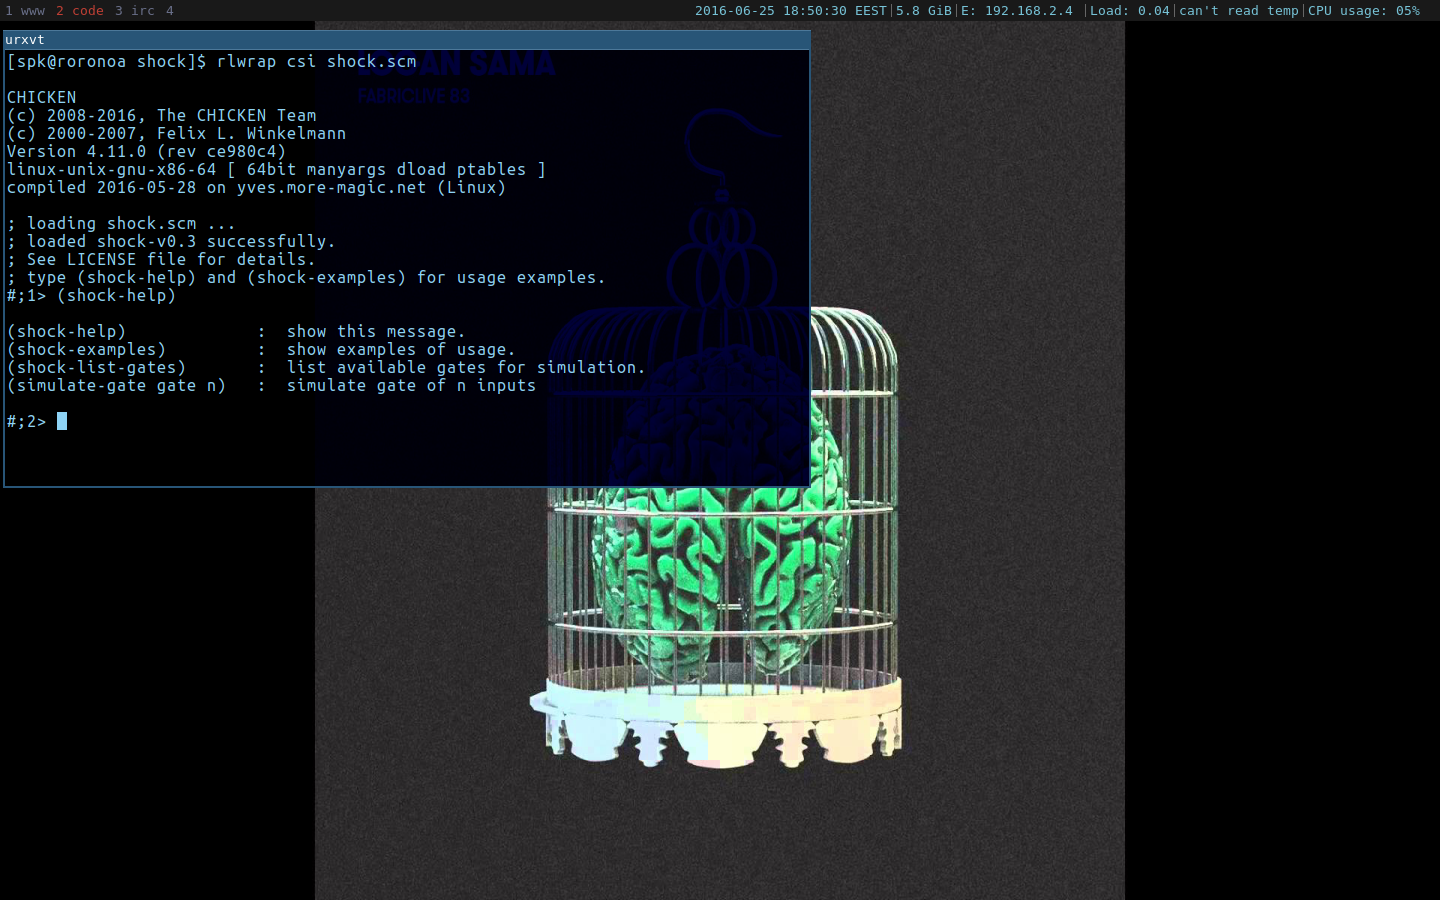 1 www 2 code 3 irc 4
2016-06-25 18:50:30 EEST|5.8 GiB|E: 192.168.2.4 |Load: 0.04|can't read temp|CPU usage: 05%
urxvt
[spk@roronoa shock]$ rlwrap csi shock.scm
LOGAN SAMA
FABRICLIVE 83
CHICKEN
(c) 2008-2016, The CHICKEN Team
(c) 2000-2007, Felix L. Winkelmann
Version 4.11.0 (rev ce980c4)
linux-unix-gnu-x86-64 [ 64bit manyargs dload ptables ]
compiled 2016-05-28 on yves.more-magic.net (Linux)
; loading shock.scm ...
; loaded shock-v0.3 successfully.
; See LICENSE file for details.
; type (shock-help) and (shock-examples) for usage examples.
#;1> (shock-help)
(shock-help) : show this message.
(shock-examples) : show examples of usage.
(shock-list-gates) : list available gates for simulation.
(simulate-gate gate n) : simulate gate of n inputs
#;2>